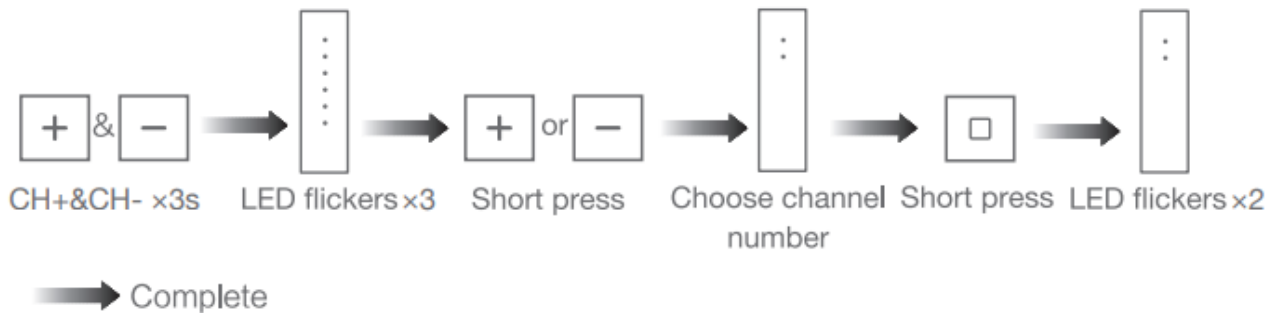 + & − + or −
CH+&CH- ×3s LED flickers ×3 Short press Choose channel number Short press LED flickers ×2
Complete